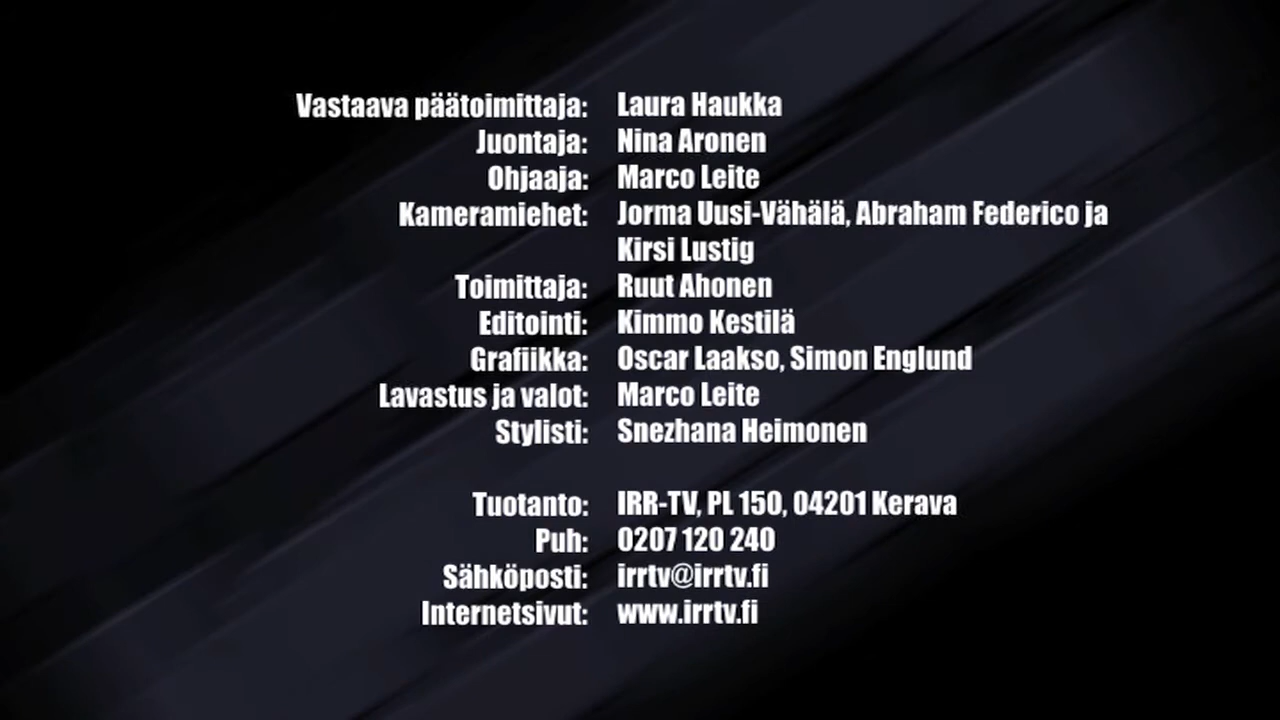 Vastaava päätoimittaja: Laura Haukka
Juontaja: Nina Aronen
Ohjaaja: Marco Leite
Kameramiehet: Jorma Uusi-Vähälä, Abraham Federico ja
Kirsi Lustig
Toimittaja: Ruut Ahonen
Editointi: Kimmo Kestilä
Grafiikka: Oscar Laakso, Simon Englund
Lavastus ja valot: Marco Leite
Stylisti: Snezhana Heimonen
Tuotanto: IRR-TV, PL 150, 04201 Kerava
Puh: 0207 120 240
Sähköposti: irrtv@irrtv.fi
Internetsivut: www.irrtv.fi